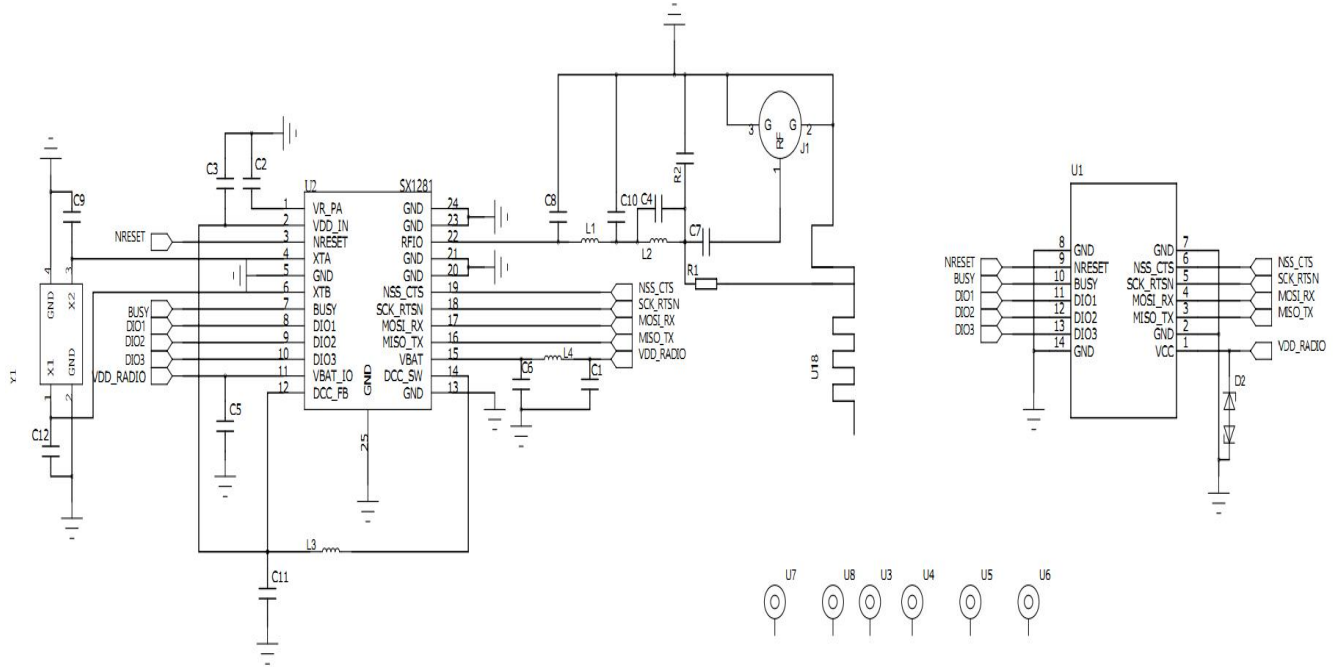 U2 SX1281
1 VR_PA GND 24
2 VDD_IN GND 23
3 NRESET RFIO 22
4 XTA GND 21
5 GND GND 20
6 XTB NSS_CTS 19
7 BUSY SCK_RTSN 18
8 DIO1 MOSI_RX 17
9 DIO2 MISO_TX 16
10 DIO3 VBAT 15
11 VBAT_IO DCC_SW 14
12 DCC_FB GND 13
GND
25
NRESET
BUSY
DIO1
DIO2
DIO3
VDD_RADIO
NSS_CTS
SCK_RTSN
MOSI_RX
MISO_TX
VDD_RADIO
C3
C2
C9
4 3
GND X2
X1 GND
1 2
Y1
C12
C5
L3
C11
C8
L1
C10
C4
L2
R2
C7
R1
L4
C6
C1
3 G G 2
1
J1
U18
U1
8 GND GND 7
9 NRESET NSS_CTS 6
10 BUSY SCK_RTSN 5
11 DIO1 MOSI_RX 4
12 DIO2 MISO_TX 3
13 DIO3 GND 2
14 GND VCC 1
NRESET
BUSY
DIO1
DIO2
DIO3
NSS_CTS
SCK_RTSN
MOSI_RX
MISO_TX
VDD_RADIO
D2
U7 U8 U3 U4 U5 U6